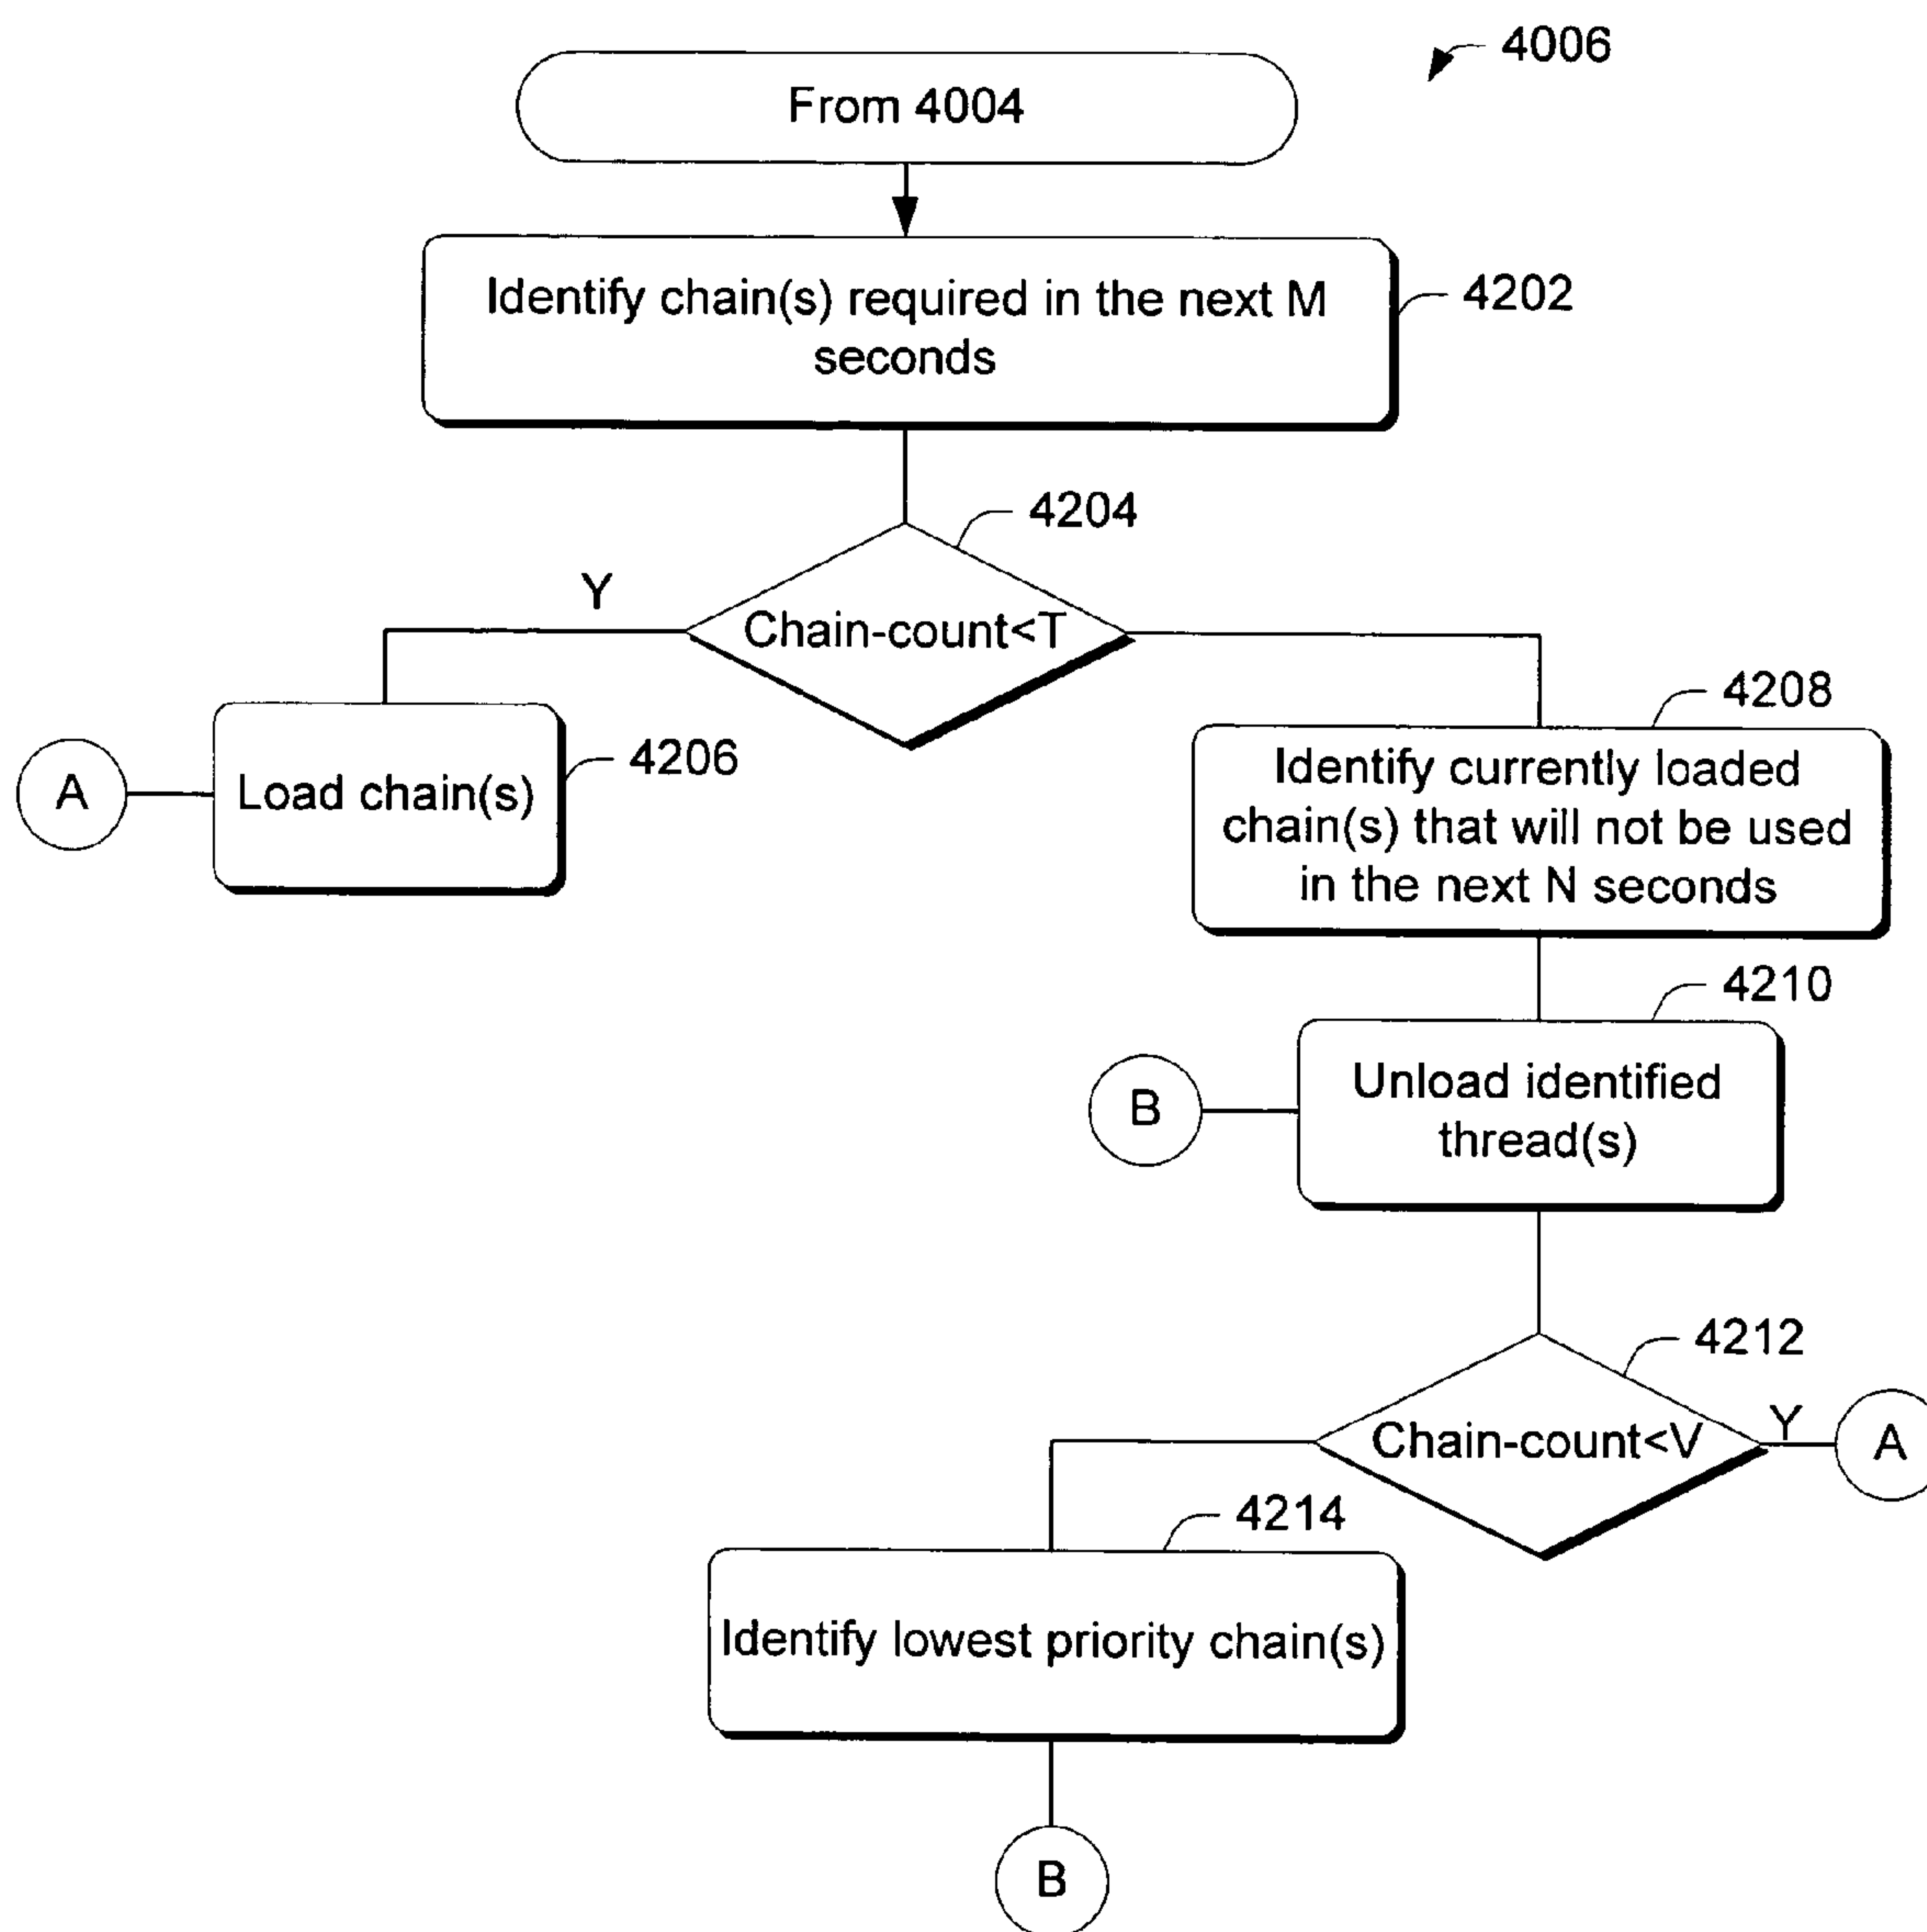 4006
From 4004
Identify chain(s) required in the next M
seconds
4202
4204
Y
Chain-count<T
4208
Identify currently loaded
chain(s) that will not be used
in the next N seconds
4206
A
Load chain(s)
4210
B
Unload identified
thread(s)
4212
Chain-count<V
Y
A
4214
Identify lowest priority chain(s)
B